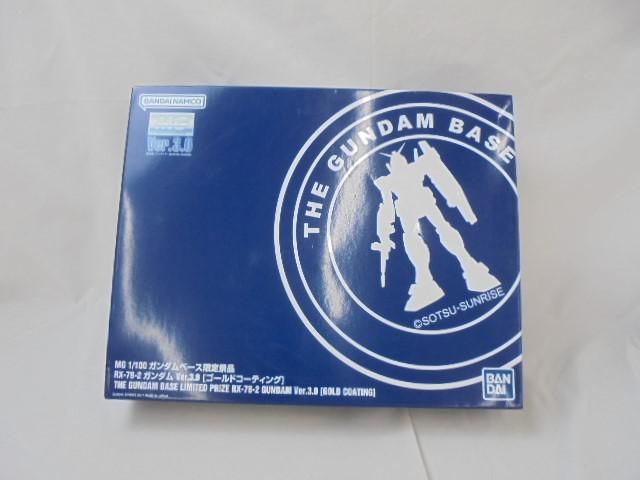 BANDAI NAMCO
MG
Ver.3.0
THE GUNDAM BASE
©SOTSU·SUNRISE
MG 1/100 ガンダムベース限定景品
RX-78-2 ガンダム Ver.3.0 [ゴールドコーティング]
THE GUNDAM BASE LIMITED PRIZE RX-78-2 GUNDAM Ver.3.0 [GOLD COATING]
BAN
DAI